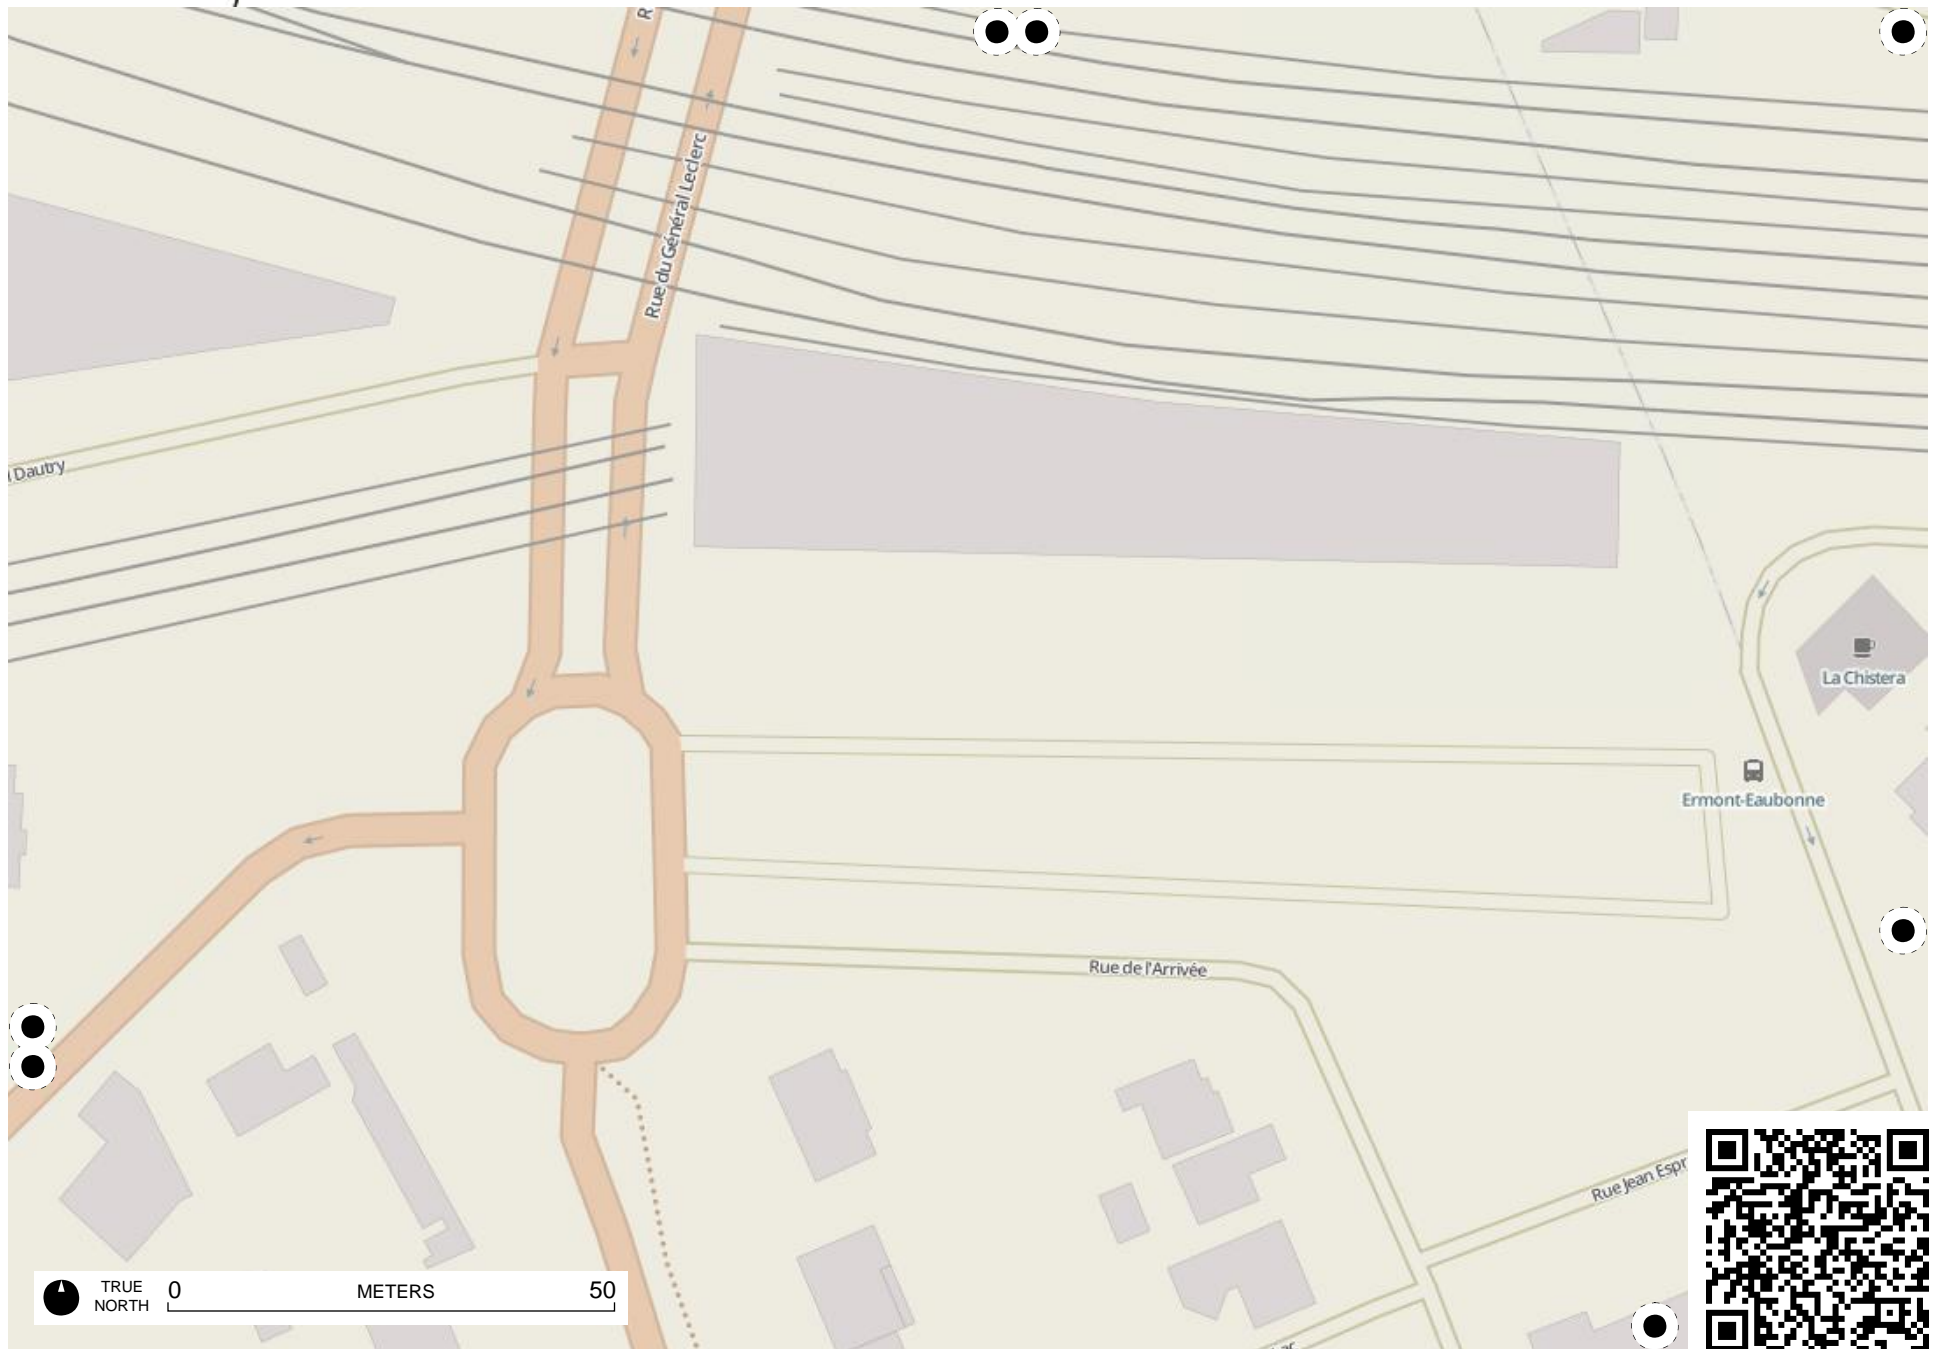 Rue du Général Leclerc
Dautry
La Chistera
Ermont-Eaubonne
Rue de l'Arrivée
Rue Jean Espr
TRUE
NORTH
0
METERS
50